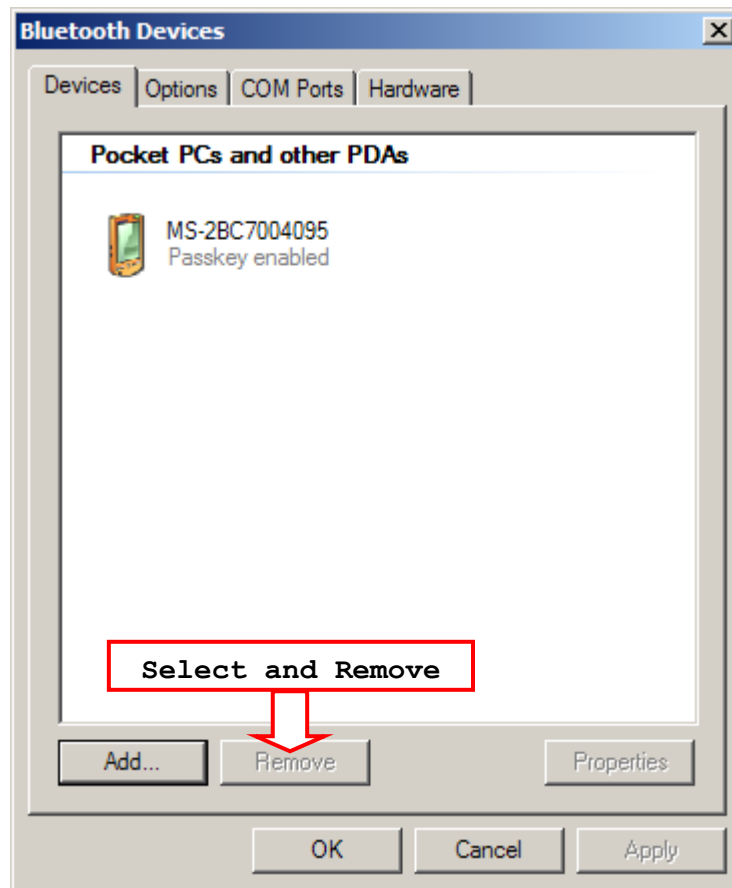 Bluetooth Devices
Devices Options COM Ports Hardware
Pocket PCs and other PDAs
MS-2BC7004095
Passkey enabled
Select and Remove
Add... Remove Properties
OK Cancel Apply